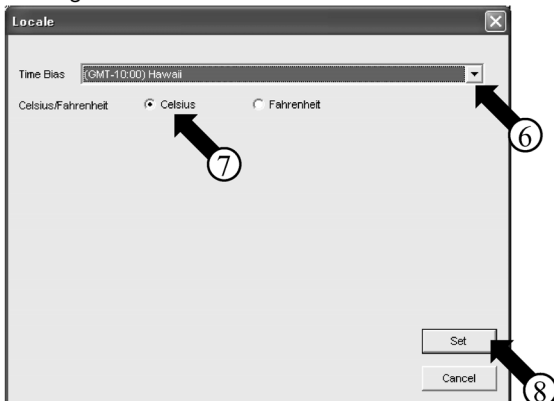 Locale
Time Bias (GMT-10:00) Hawaii
6
Celsius/Fahrenheit Celsius Fahrenheit
7
Set
Cancel
8